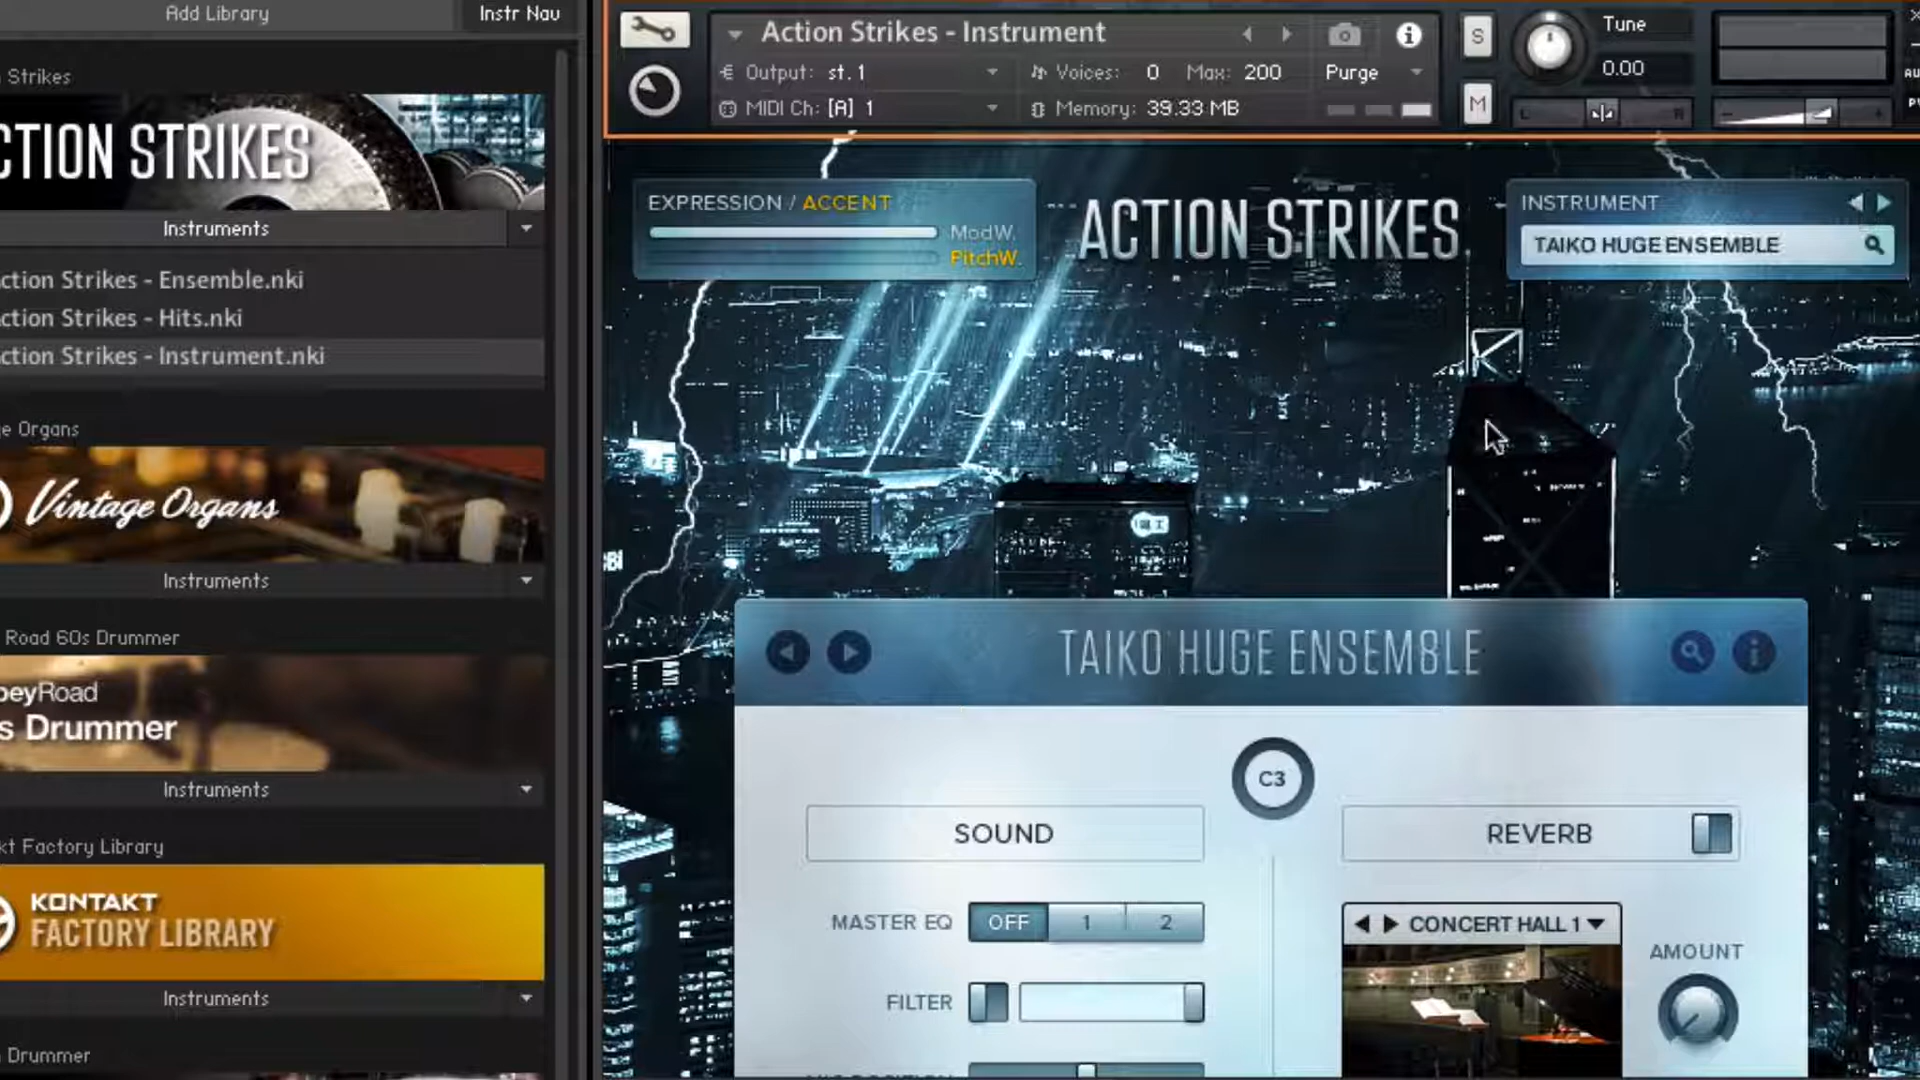 Add Library
Instr Nav
Strikes
CTION STRIKES
Instruments
ction Strikes - Ensemble.nki
ction Strikes - Hits.nki
ction Strikes - Instrument.nki
e Organs
Vintage Organs
Instruments
Road 60s Drummer
beyRoad
s Drummer
Instruments
kt Factory Library
KONTAKT
FACTORY LIBRARY
Instruments
Drummer
Action Strikes - Instrument
Output: st. 1
Voices: 0 Max: 200
Purge
MIDI Ch: [A] 1
Memory: 39.33 MB
S
M
Tune
0.00
L R
EXPRESSION / ACCENT
ModW.
PitchW.
ACTION STRIKES
INSTRUMENT
TAIKO HUGE ENSEMBLE
TAIKO HUGE ENSEMBLE
C3
SOUND
REVERB
MASTER EQ OFF 1 2
CONCERT HALL 1
AMOUNT
FILTER